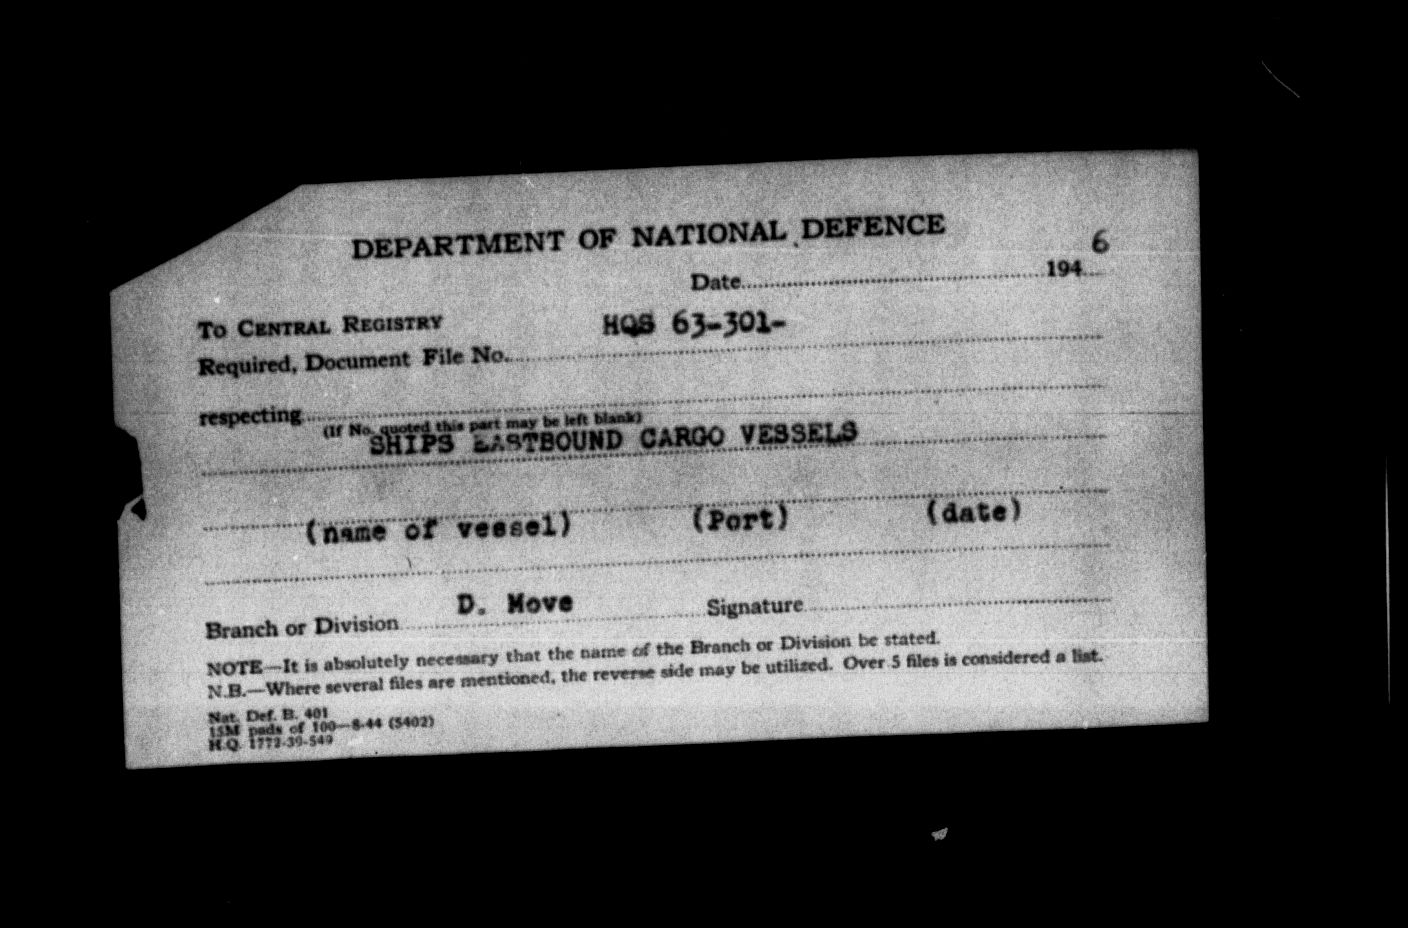 DEPARTMENT OF NATIONAL DEFENCE
6
Date..........194....
To CENTRAL REGISTRY HQS 63-301-
Required, Document File No..........
respecting..........
(If No. quoted this part may be left blank)
SHIPS EASTBOUND CARGO VESSELS
(name of vessel) (Port) (date)
Branch or Division D. Move Signature..........
NOTE—It is absolutely necessary that the name of the Branch or Division be stated.
N.B.—Where several files are mentioned, the reverse side may be utilized. Over 5 files is considered a list.
Nat. Def. B. 401
15M pads of 100—8-44 (5402)
H.Q. 1772-39-549